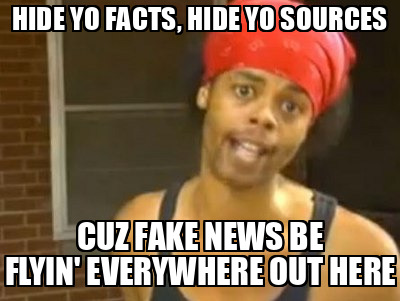 HIDE YO FACTS, HIDE YO SOURCES
CUZ FAKE NEWS BE
FLYIN' EVERYWHERE OUT HERE